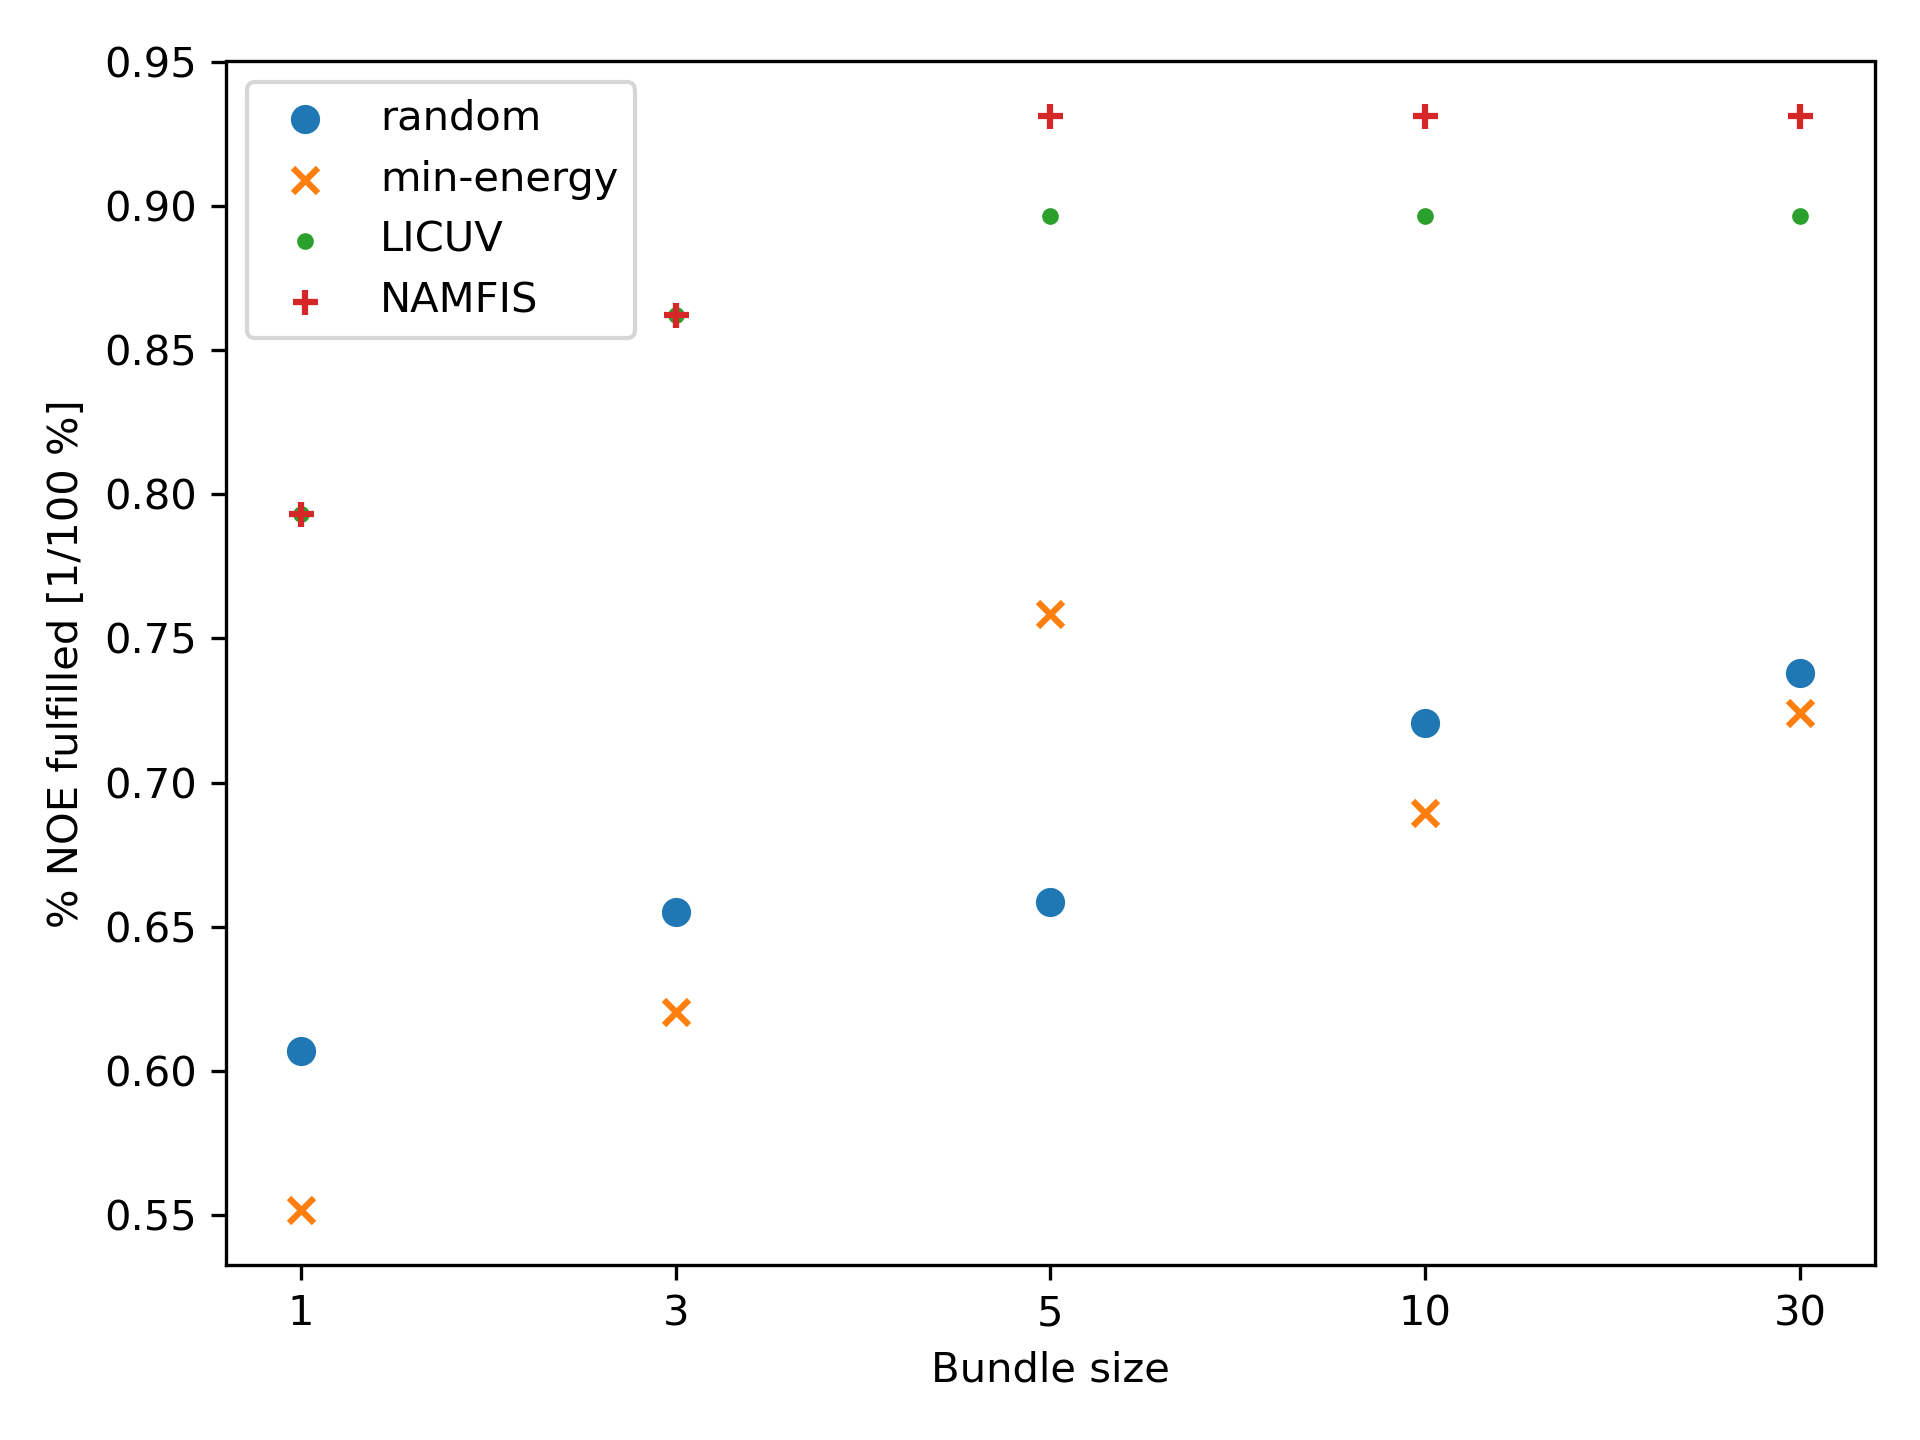 0.95
0.90
0.85
0.80
0.75
0.70
0.65
0.60
0.55
% NOE fulfilled [1/100 %]
random
min-energy
LICUV
NAMFIS
1 3 5 10 30
Bundle size